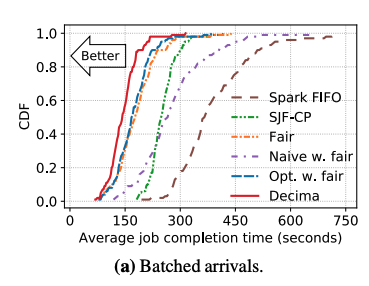 1.0
0.8
0.6
0.4
0.2
0.0
CDF
Better
Spark FIFO
SJF-CP
Fair
Naive w. fair
Opt. w. fair
Decima
0 150 300 450 600 750
Average job completion time (seconds)
(a) Batched arrivals.